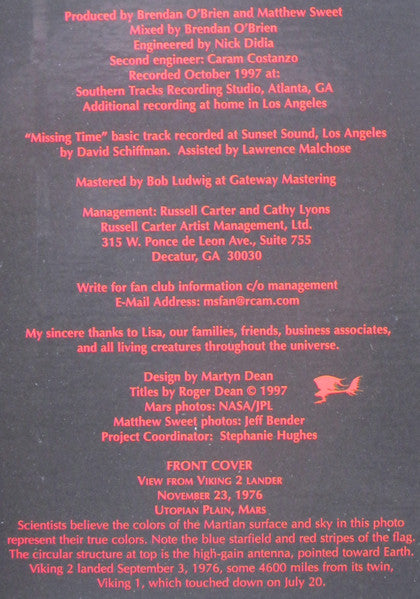 Produced by Brendan O'Brien and Matthew Sweet
Mixed by Brendan O'Brien
Engineered by Nick Didia
Second engineer: Caram Costanzo
Recorded October 1997 at:
Southern Tracks Recording Studio, Atlanta, GA
Additional recording at home in Los Angeles
"Missing Time" basic track recorded at Sunset Sound, Los Angeles
by David Schiffman. Assisted by Lawrence Malchose
Mastered by Bob Ludwig at Gateway Mastering
Management: Russell Carter and Cathy Lyons
Russell Carter Artist Management, Ltd.
315 W. Ponce de Leon Ave., Suite 755
Decatur, GA 30030
Write for fan club information c/o management
E-Mail Address: msfan@rcam.com
My sincere thanks to Lisa, our families, friends, business associates,
and all living creatures throughout the universe.
Design by Martyn Dean
Titles by Roger Dean © 1997
Mars photos: NASA/JPL
Matthew Sweet photos: Jeff Bender
Project Coordinator: Stephanie Hughes
FRONT COVER
VIEW FROM VIKING 2 LANDER
NOVEMBER 23, 1976
UTOPIAN PLAIN, MARS
Scientists believe the colors of the Martian surface and sky in this photo
represent their true colors. Note the blue starfield and red stripes of the flag.
The circular structure at top is the high-gain antenna, pointed toward Earth.
Viking 2 landed September 3, 1976, some 4600 miles from its twin,
Viking 1, which touched down on July 20.